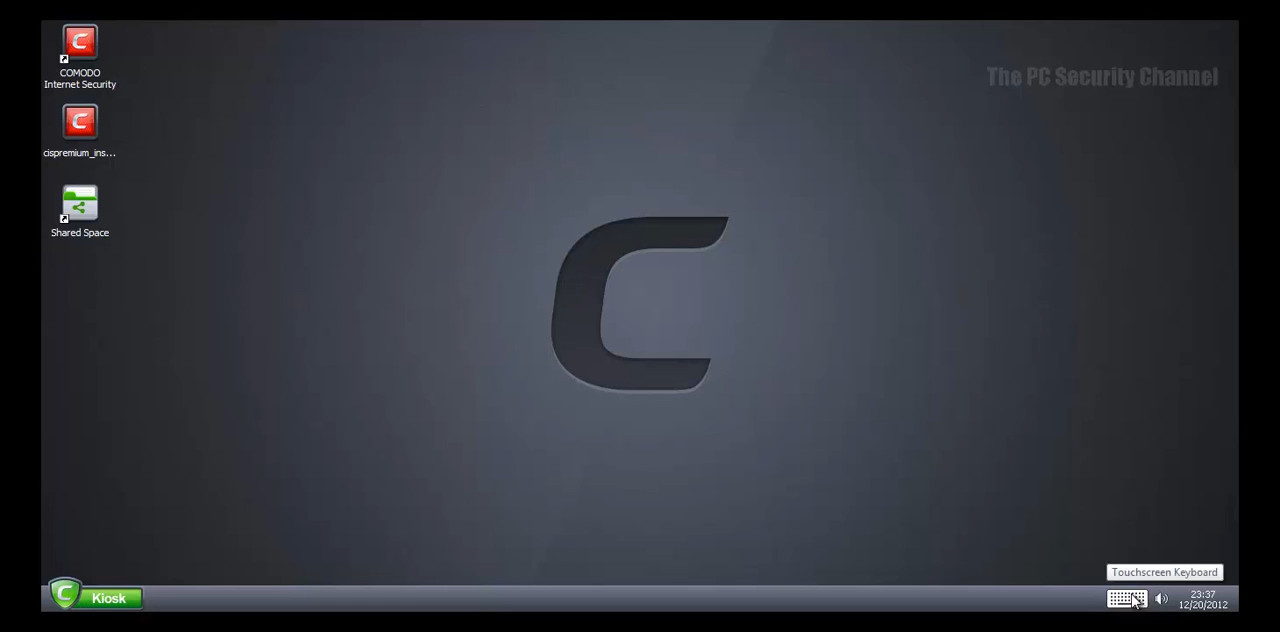 The PC Security Channel
COMODO
Internet Security
cispremium_ins...
Shared Space
Touchscreen Keyboard
Kiosk
23:37
12/20/2012